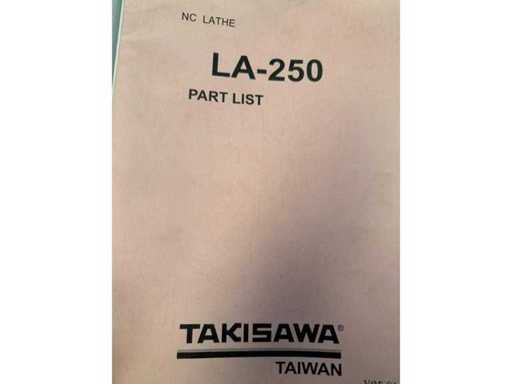 NC LATHE
LA-250
PART LIST
TAKISAWA®
TAIWAN